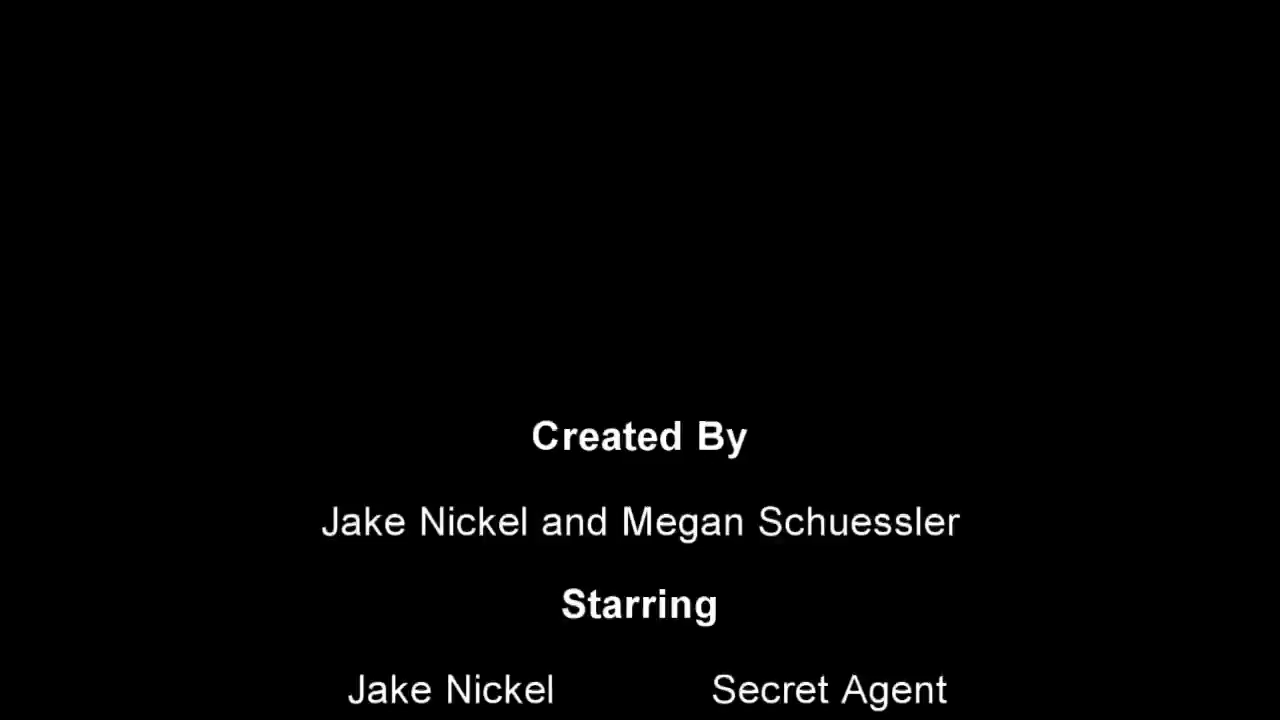 Created By
Jake Nickel and Megan Schuessler
Starring
Jake Nickel Secret Agent